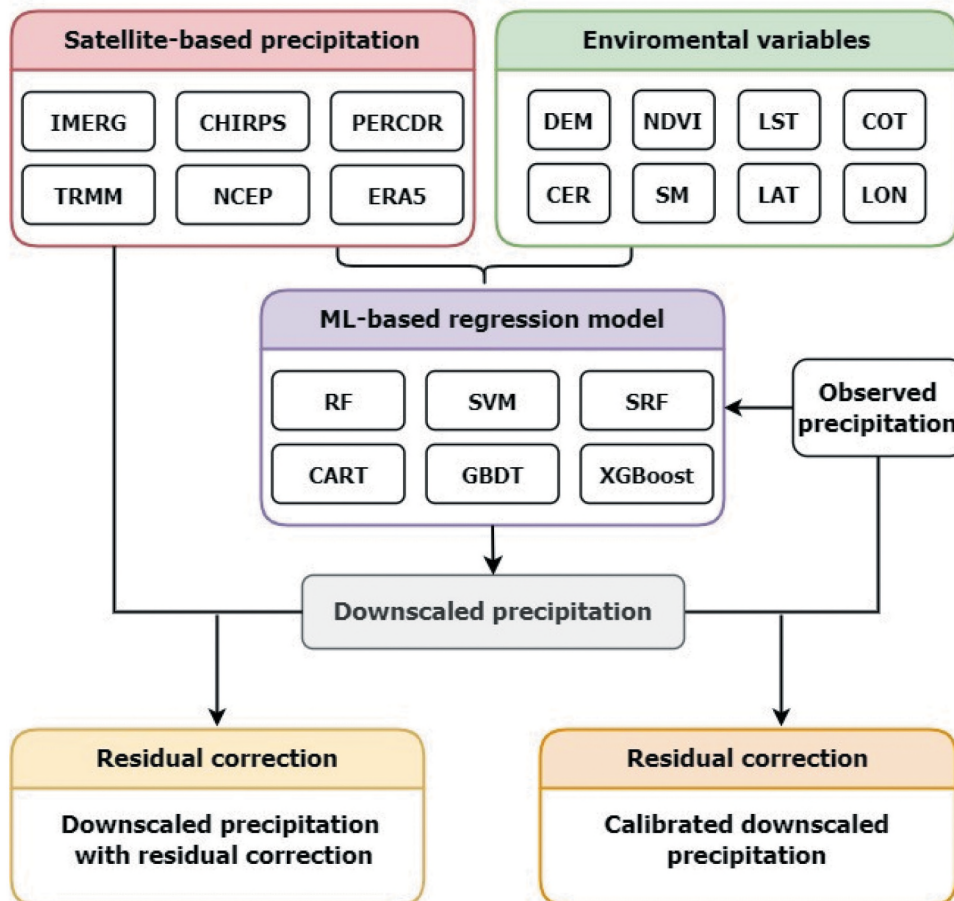 Satellite-based precipitation
IMERG
CHIRPS
PERCDR
TRMM
NCEP
ERA5
Enviromental variables
DEM
NDVI
LST
COT
CER
SM
LAT
LON
ML-based regression model
RF
SVM
SRF
CART
GBDT
XGBoost
Observed
precipitation
Downscaled precipitation
Residual correction
Downscaled precipitation
with residual correction
Residual correction
Calibrated downscaled
precipitation